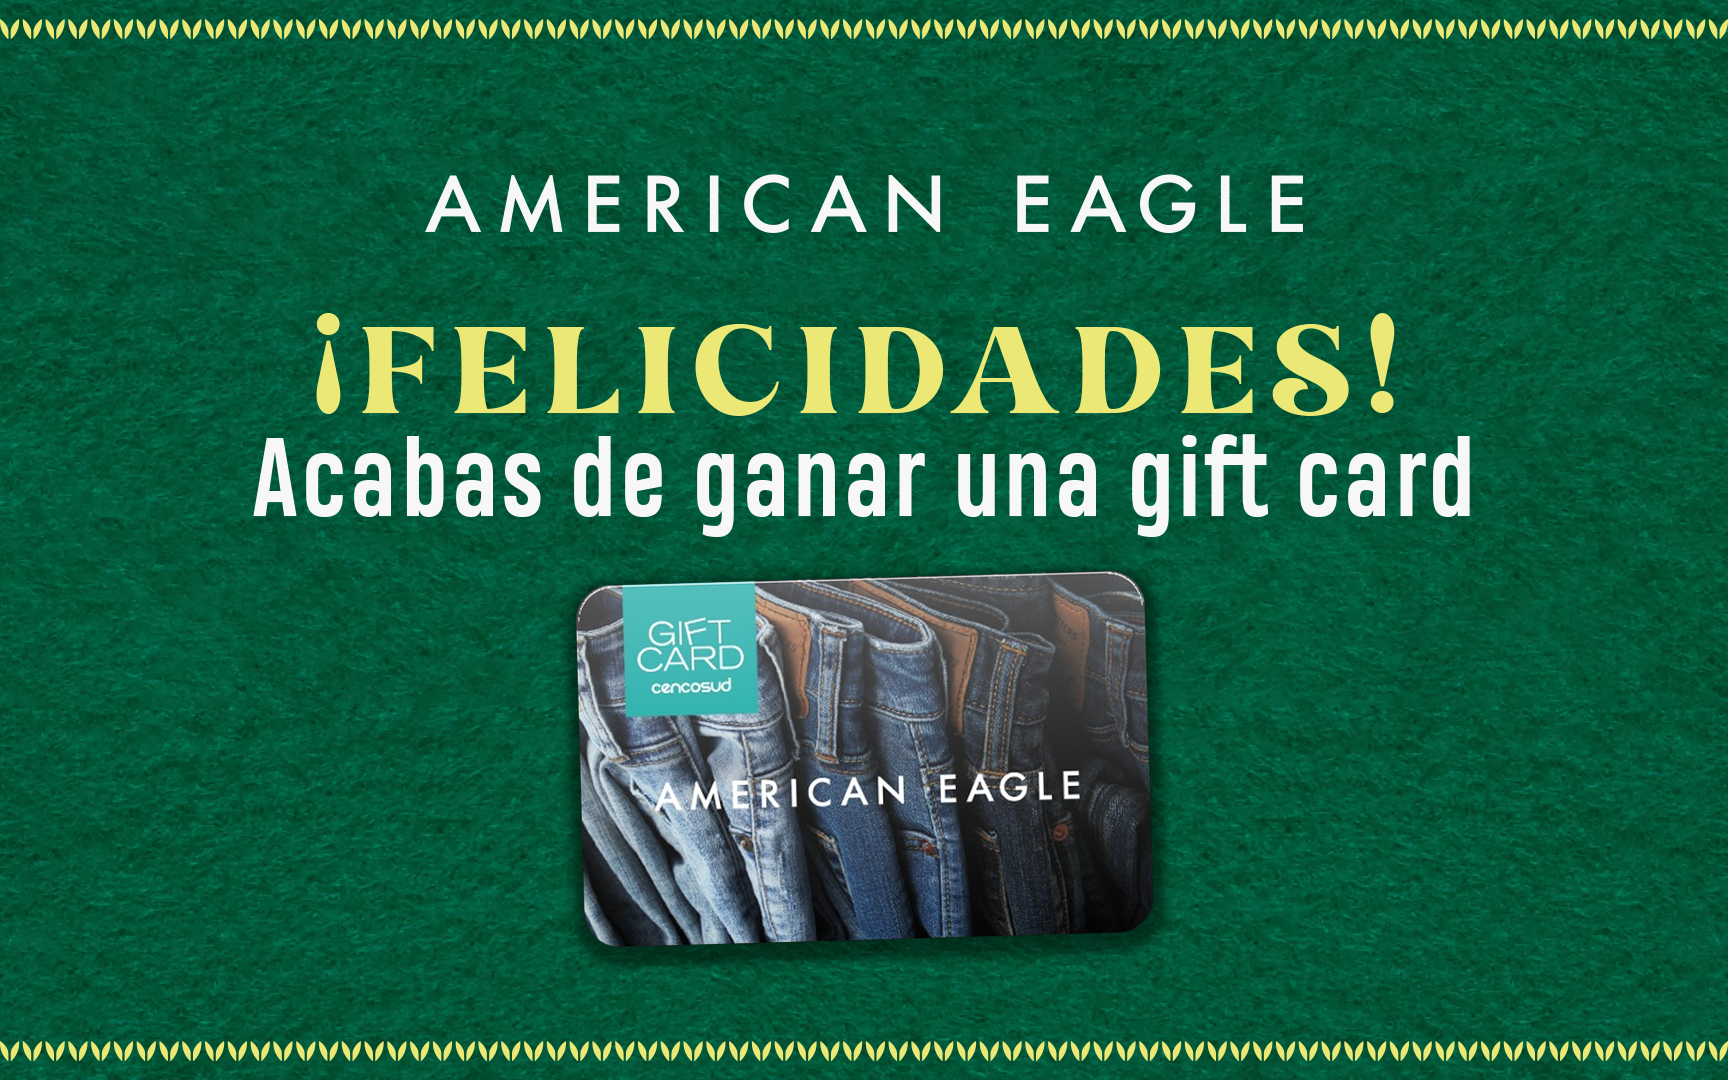 AMERICAN EAGLE
¡FELICIDADES!
Acabas de ganar una gift card
GIFT
CARD
cencosud
AMERICAN EAGLE